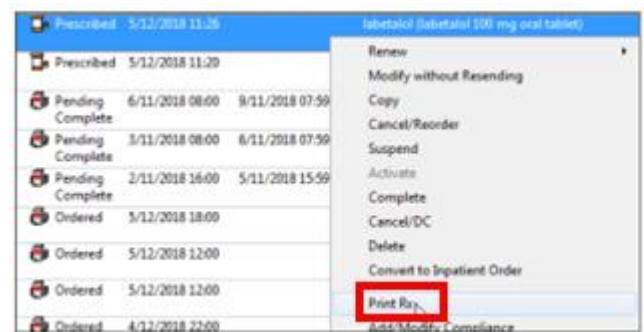 Prescribed 5/12/2018 11:26 labetalol (labetalol 100 mg oral tablet)
Prescribed 5/12/2018 11:20
Pending Complete 6/11/2018 08:00 9/11/2018 07:59
Pending Complete 3/11/2018 08:00 6/11/2018 07:59
Pending Complete 2/11/2018 16:00 5/11/2018 15:59
Ordered 5/12/2018 18:00
Ordered 5/12/2018 12:00
Ordered 5/12/2018 12:00
Ordered 4/12/2018 22:00
Renew
Modify without Resending
Copy
Cancel/Reorder
Suspend
Activate
Complete
Cancel/DC
Delete
Convert to Inpatient Order
Print Rx
Add/Modify Compliance